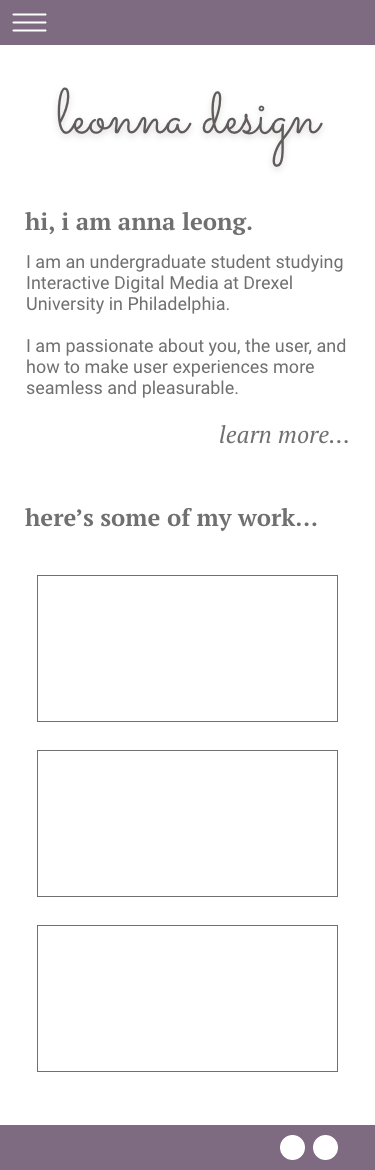 leonna design
hi, i am anna leong.
I am an undergraduate student studying
Interactive Digital Media at Drexel
University in Philadelphia.
I am passionate about you, the user, and
how to make user experiences more
seamless and pleasurable.
learn more...
here’s some of my work...